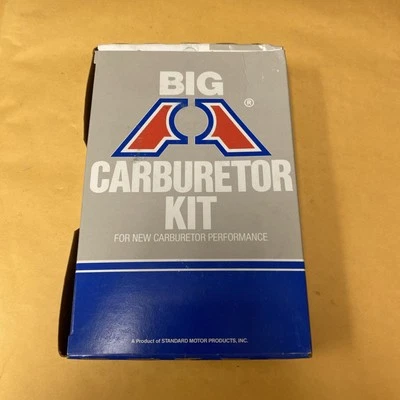 BIG
A
®
CARBURETOR
KIT
FOR NEW CARBURETOR PERFORMANCE
A Product of STANDARD MOTOR PRODUCTS, INC.